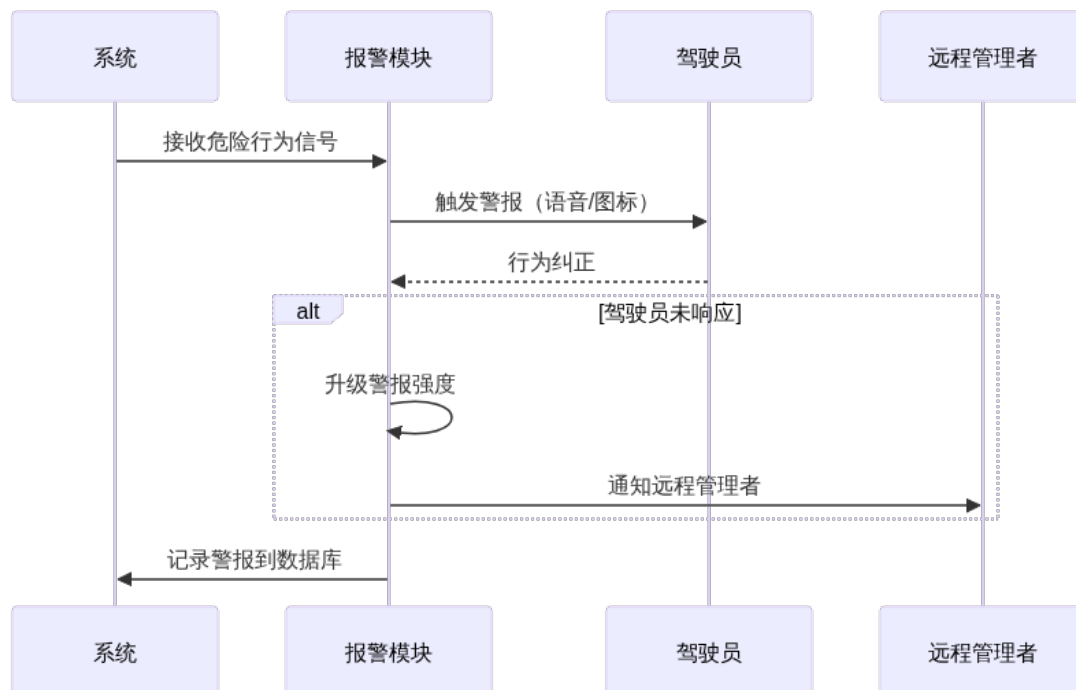 系统
报警模块
驾驶员
远程管理者
接收危险行为信号
触发警报（语音/图标）
行为纠正
alt
[驾驶员未响应]
升级警报强度
通知远程管理者
记录警报到数据库
系统
报警模块
驾驶员
远程管理者